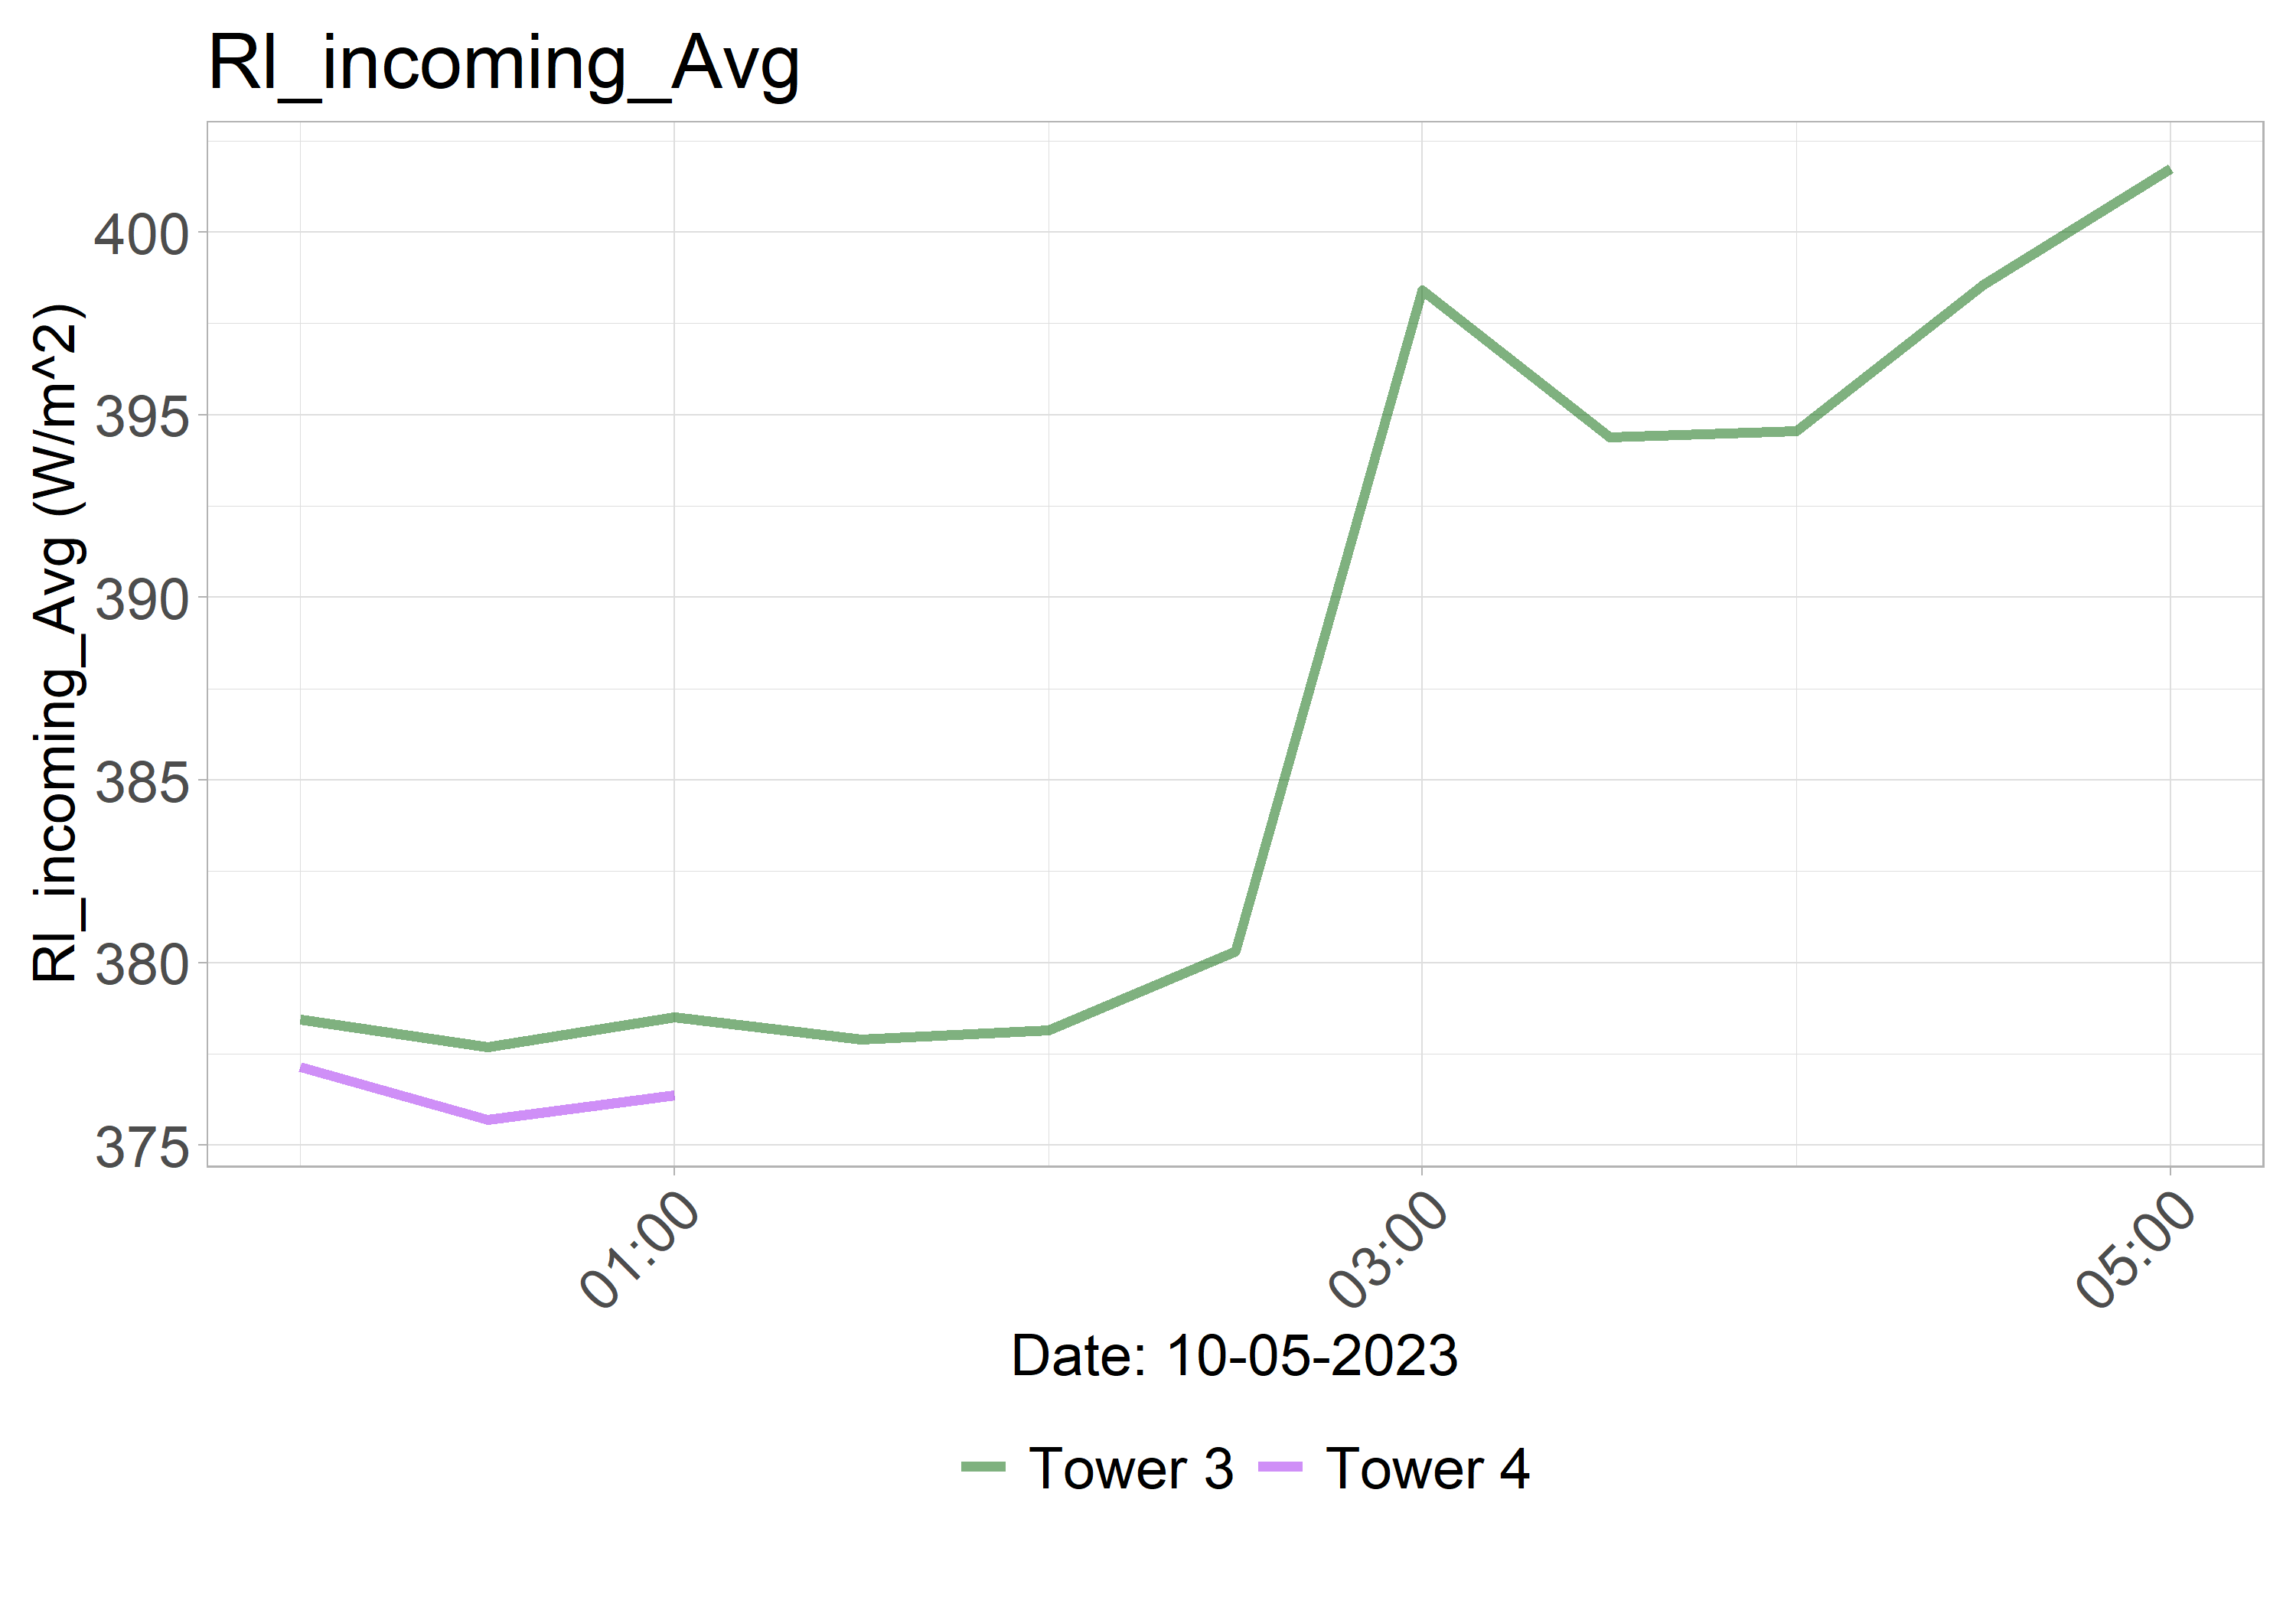 Rl_incoming_Avg
Rl_incoming_Avg (W/m^2)
400
395
390
385
380
375
01:00
03:00
05:00
Date: 10-05-2023
Tower 3
Tower 4